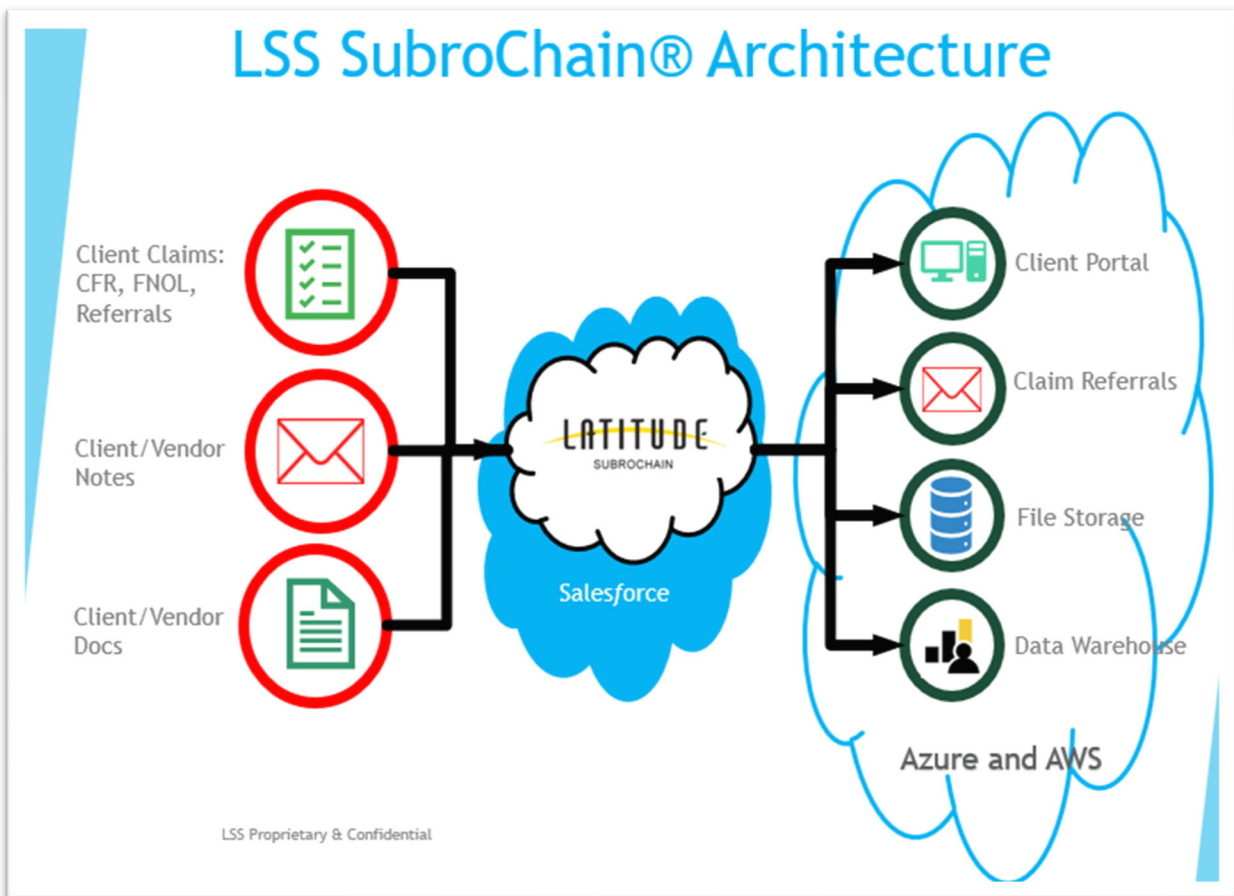 LSS SubroChain® Architecture
Client Claims:
CFR, FNOL,
Referrals
Client/Vendor
Notes
Client/Vendor
Docs
LATITUDE
SUBROCHAIN
Salesforce
Client Portal
Claim Referrals
File Storage
Data Warehouse
Azure and AWS
LSS Proprietary & Confidential